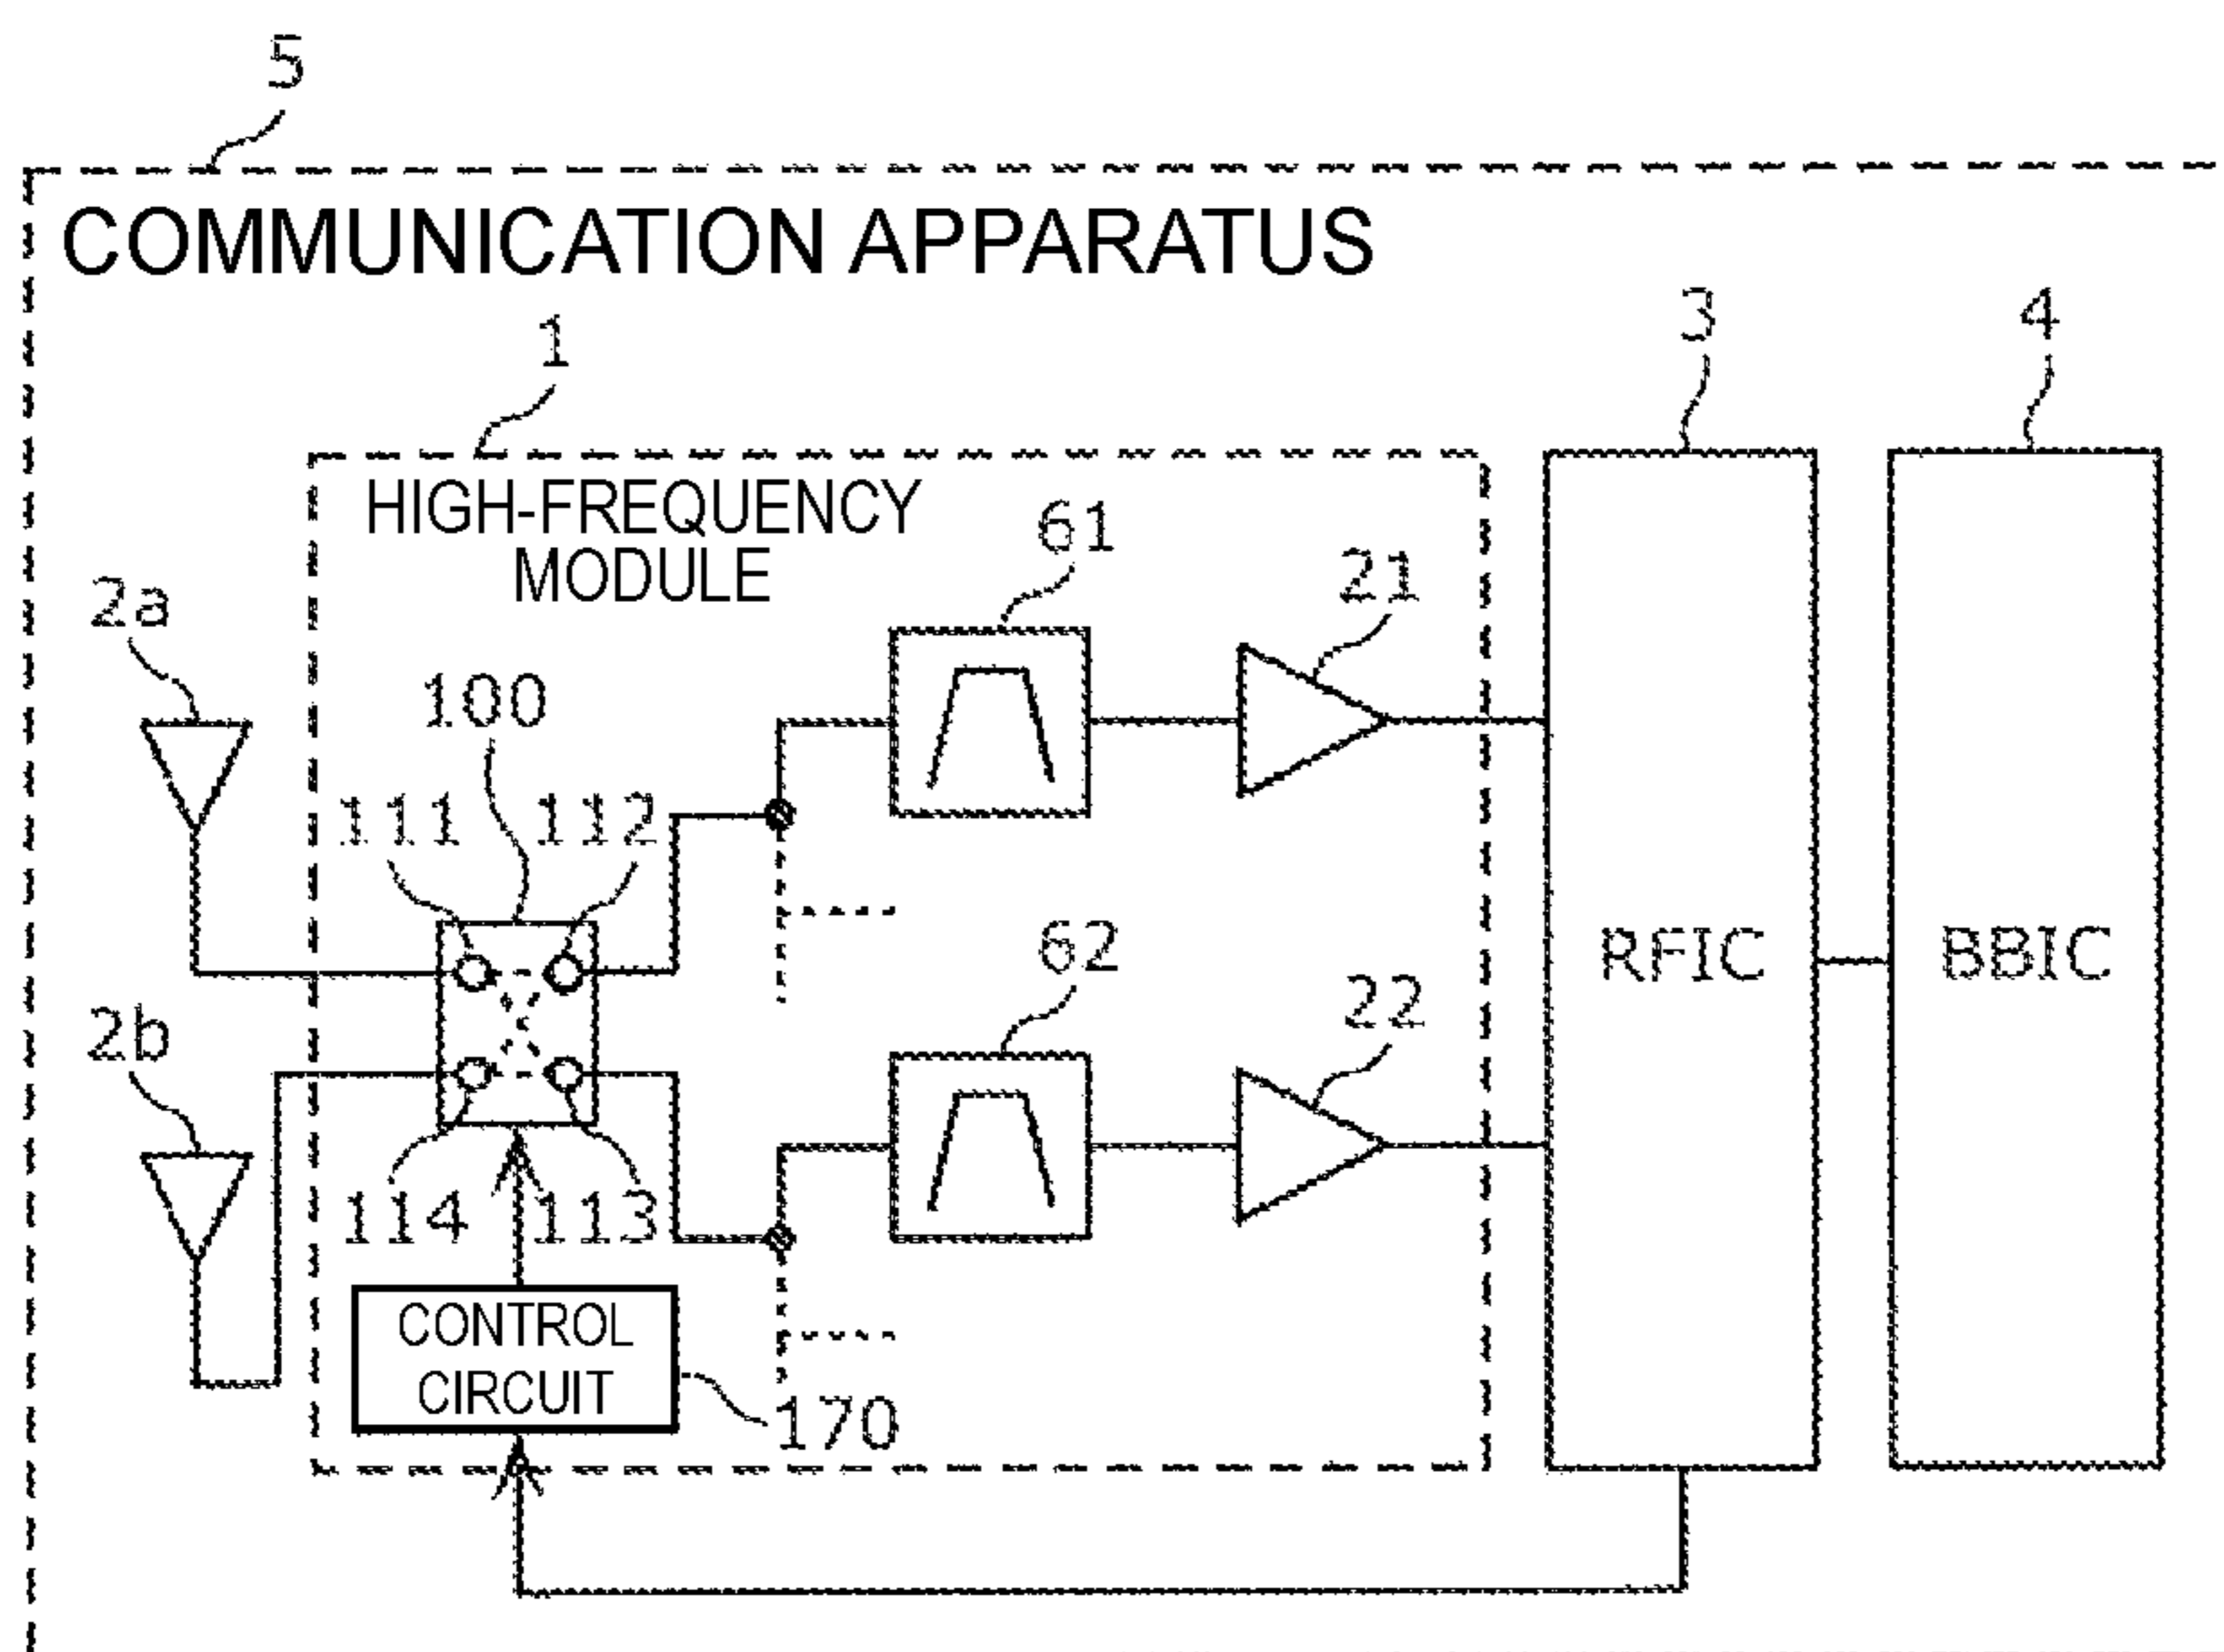 5
COMMUNICATION APPARATUS
1
3
4
HIGH-FREQUENCY
MODULE
61
21
2a
100
111
112
62
RFIC
BBIC
22
2b
114
113
CONTROL
CIRCUIT
170